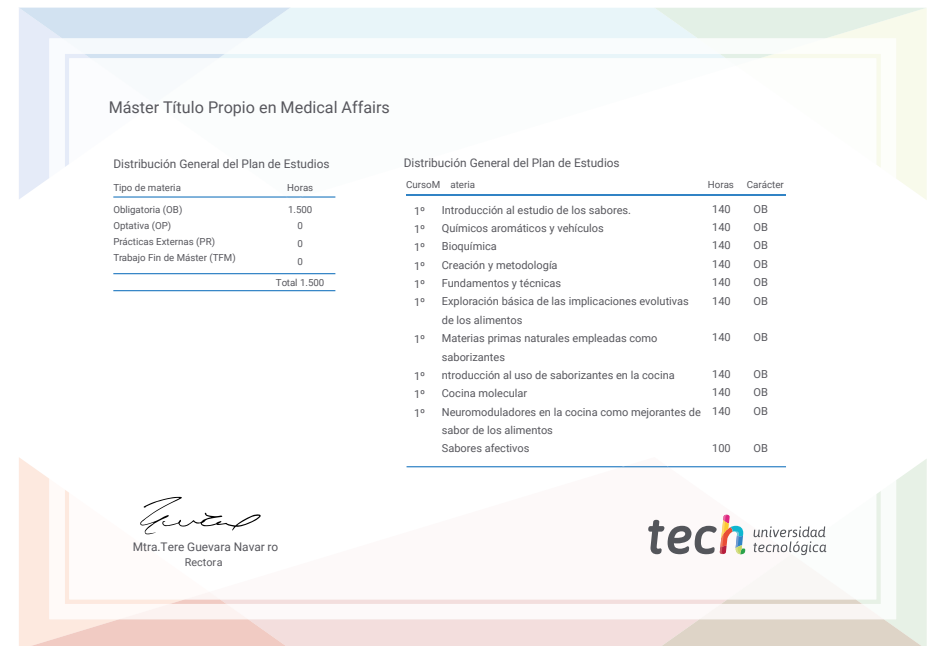 Máster Título Propio en Medical Affairs
Distribución General del Plan de Estudios
Tipo de materia Horas
Obligatoria (OB) 1.500
Optativa (OP) 0
Prácticas Externas (PR) 0
Trabajo Fin de Máster (TFM) 0
Total 1.500
Distribución General del Plan de Estudios
CursoM ateria Horas Carácter
1º Introducción al estudio de los sabores. 140 OB
1º Químicos aromáticos y vehículos 140 OB
1º Bioquímica 140 OB
1º Creación y metodología 140 OB
1º Fundamentos y técnicas 140 OB
1º Exploración básica de las implicaciones evolutivas 140 OB
de los alimentos
1º Materias primas naturales empleadas como 140 OB
saborizantes
1º ntroducción al uso de saborizantes en la cocina 140 OB
1º Cocina molecular 140 OB
1º Neuromoduladores en la cocina como mejorantes de 140 OB
sabor de los alimentos
Sabores afectivos 100 OB
Mtra.Tere Guevara Navar ro
Rectora
tech universidad
tecnológica